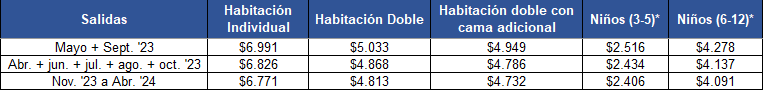 Salidas Habitación Individual Habitación Doble Habitación doble con cama adicional Niños (3-5)* Niños (6-12)*
Mayo + Sept. '23 $6.991 $5.033 $4.949 $2.516 $4.278
Abr. + jun. + jul. + ago. + oct. '23 $6.826 $4.868 $4.786 $2.434 $4.137
Nov. '23 a Abr. '24 $6.771 $4.813 $4.732 $2.406 $4.091